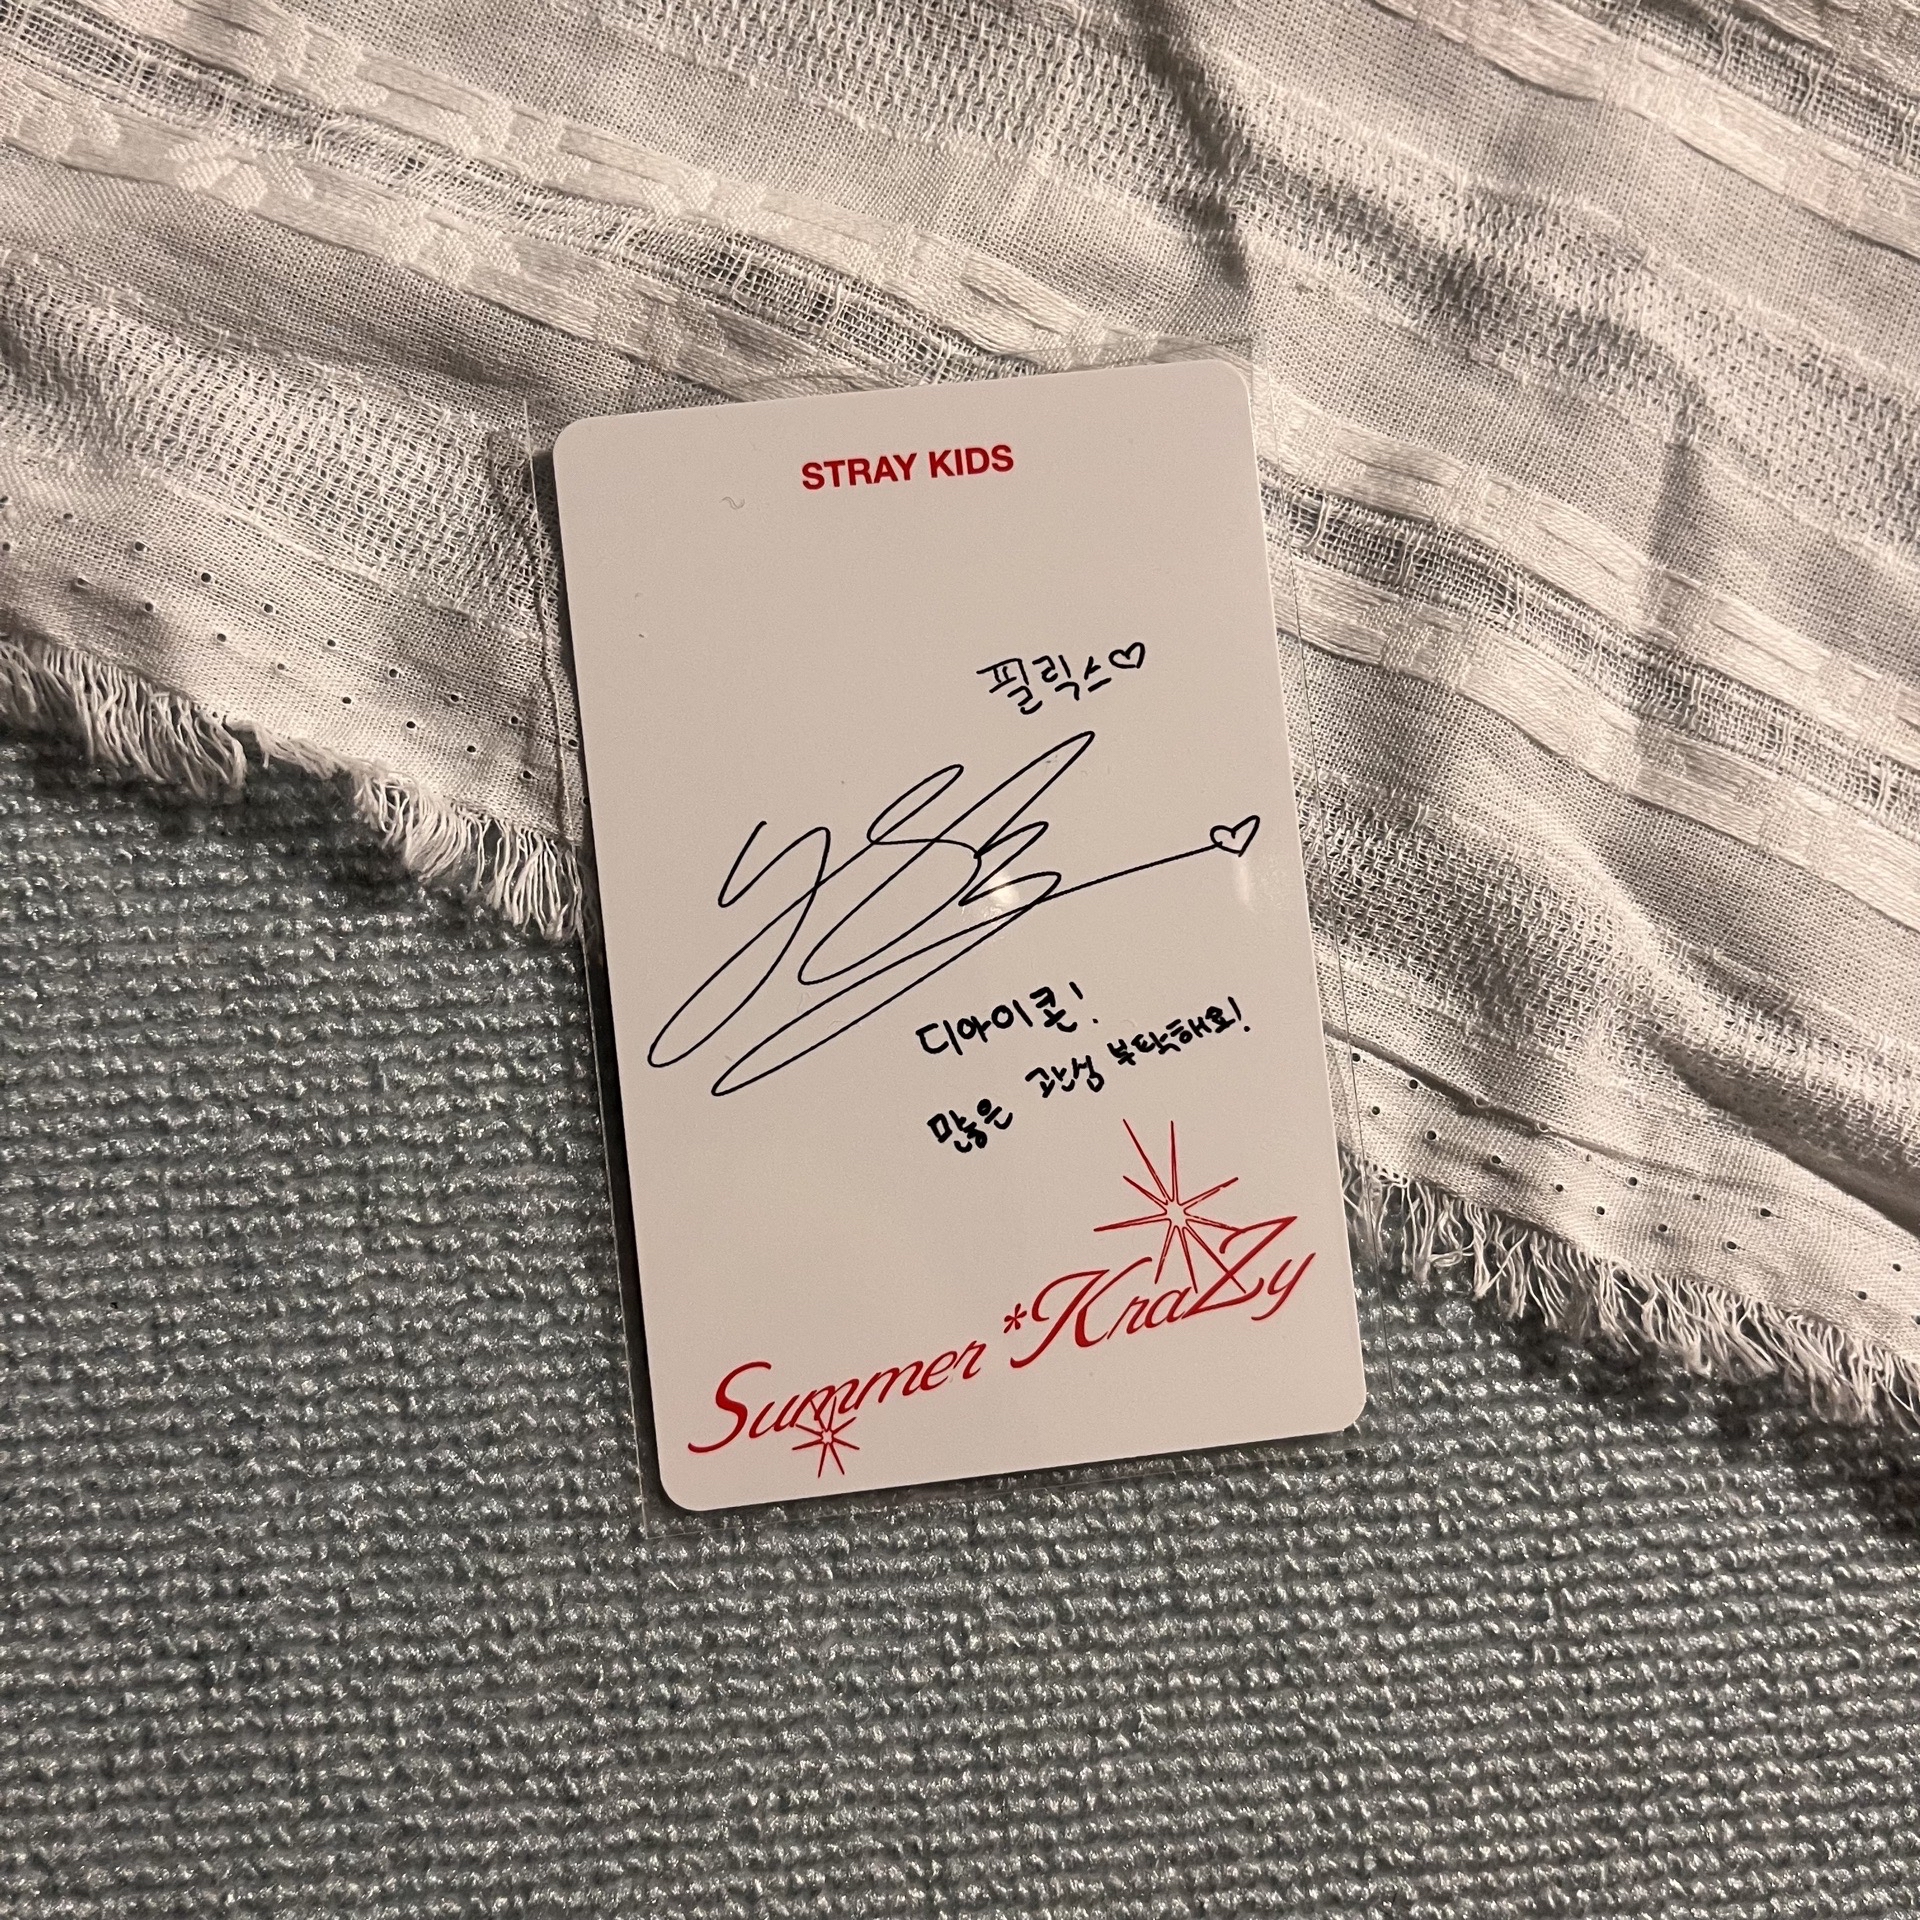 STRAY KIDS
필릭스♡
디아이콘!
많은 관심 부탁해요!
Summer *KraZy